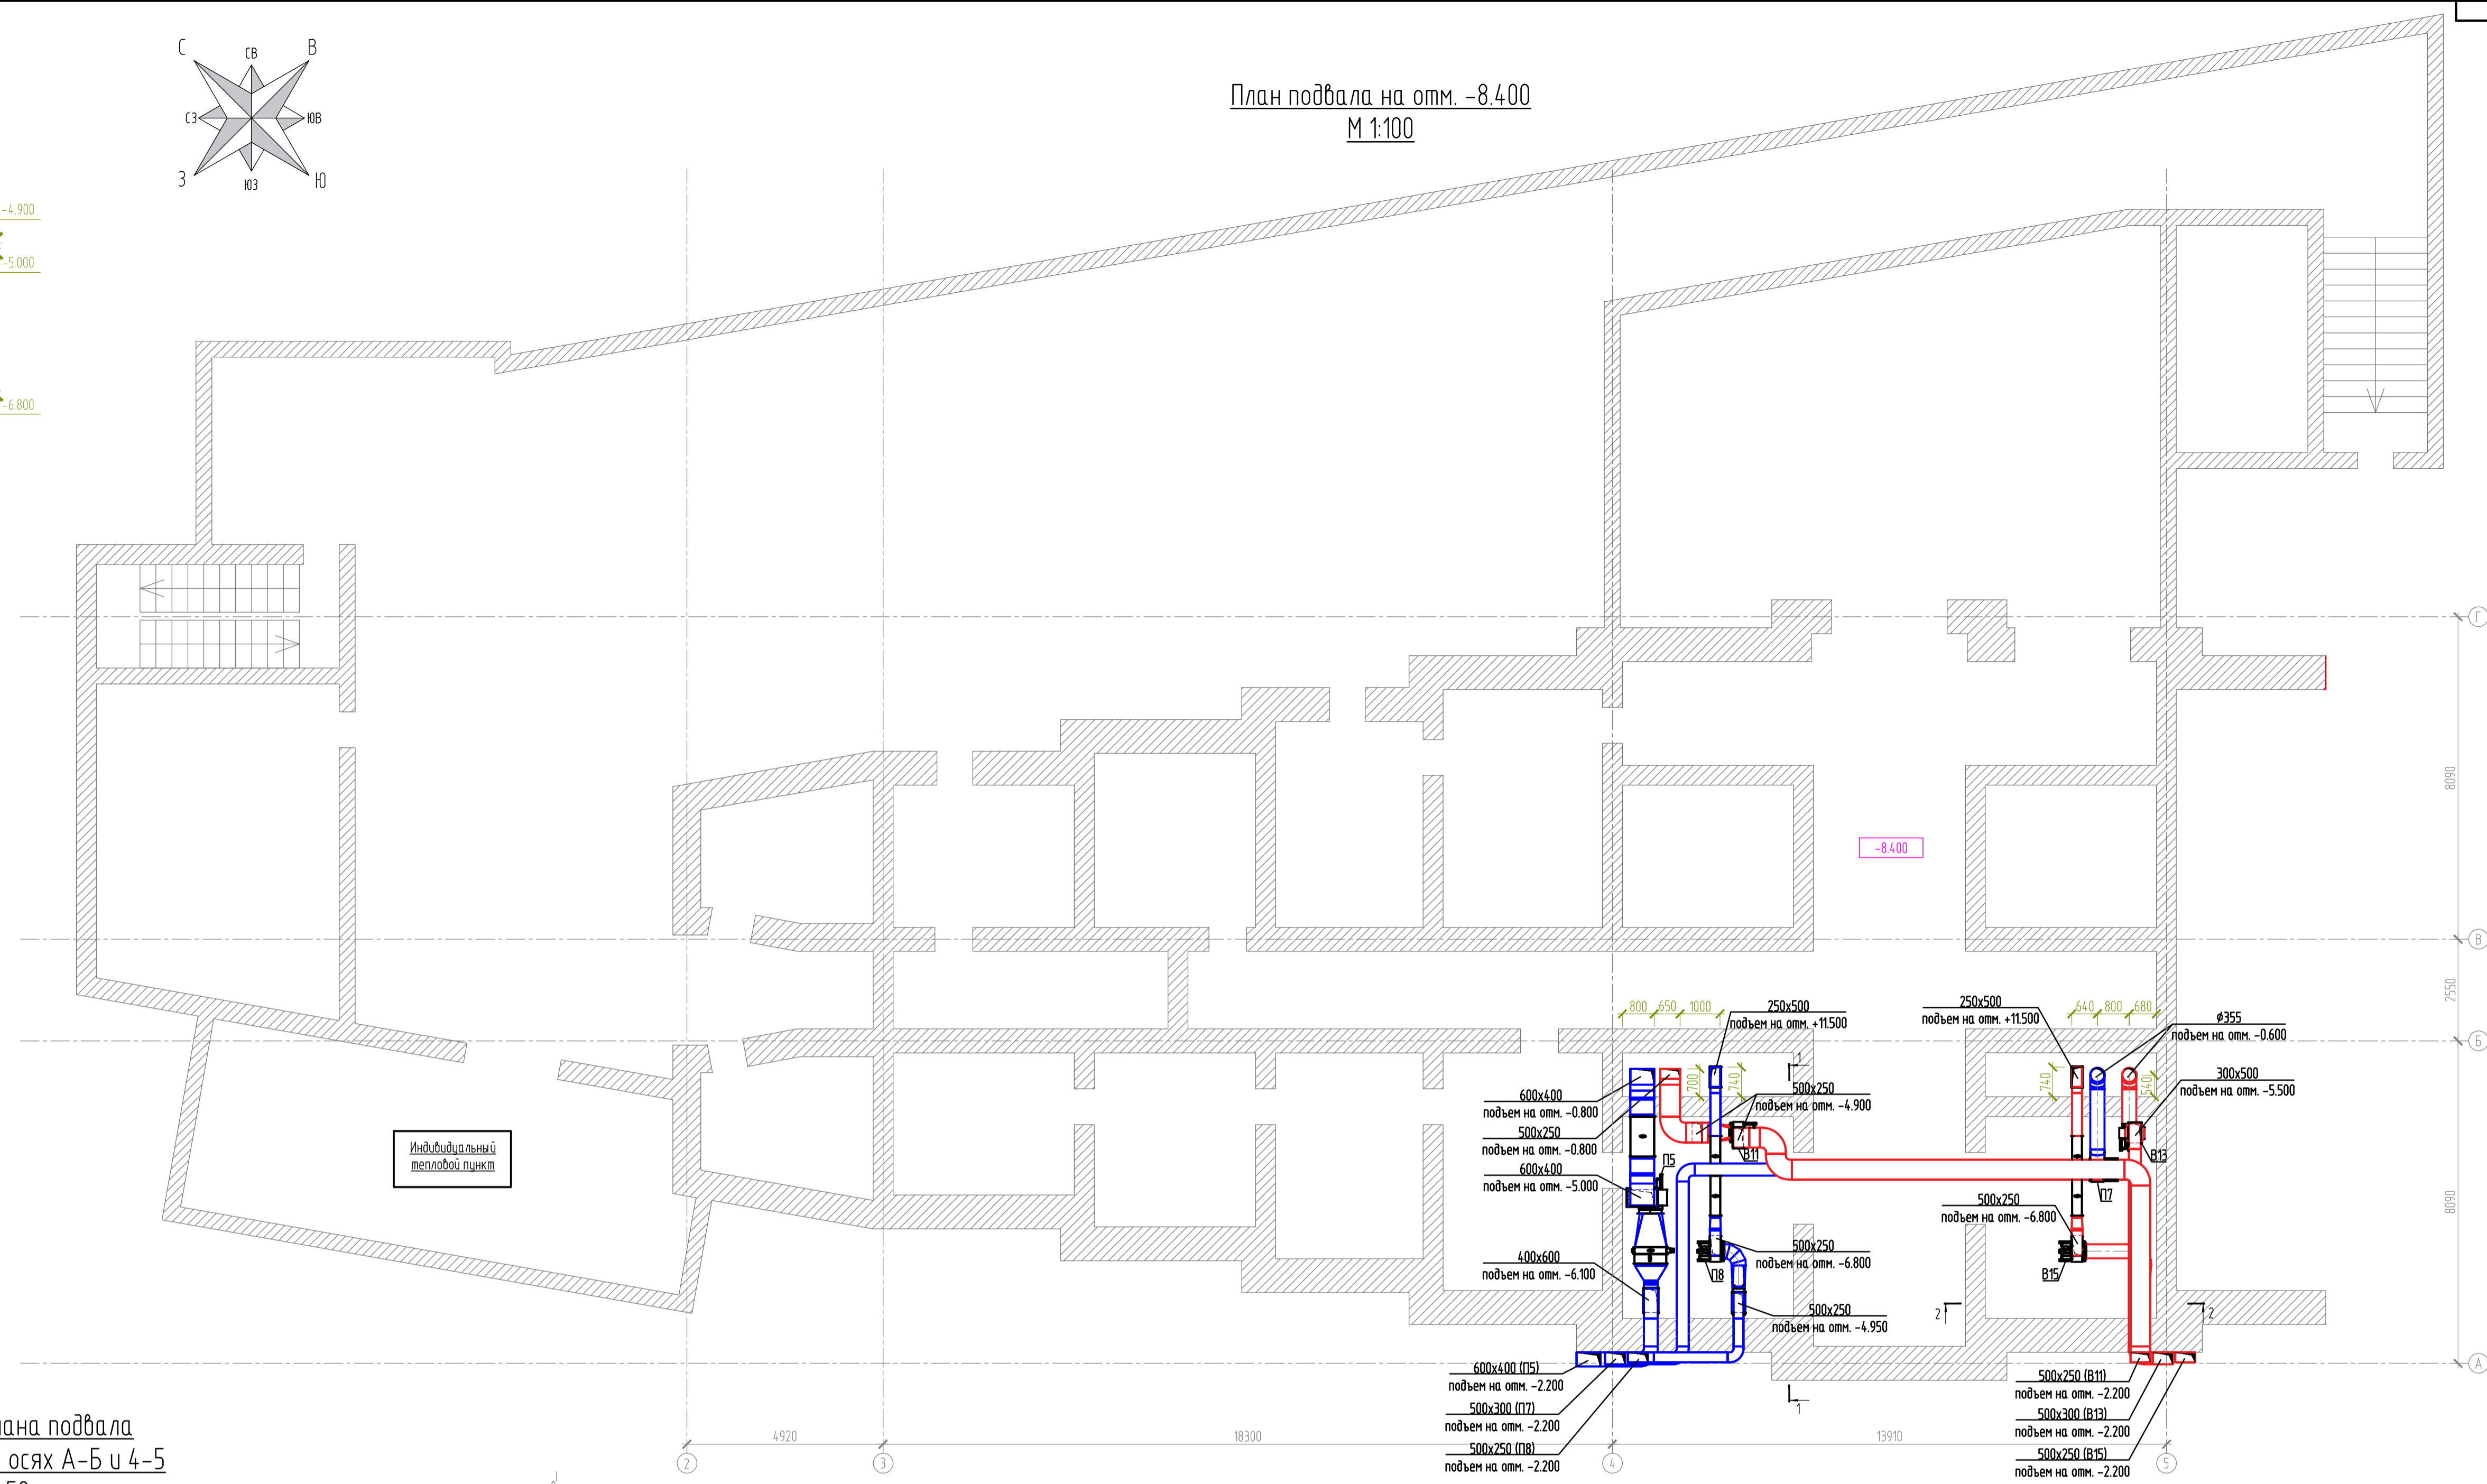 План подвала на отм. -8.400
М 1:100
С
СВ
В
СЗ
ЮВ
З
ЮЗ
Ю
-4.900
-5.000
-6.800
Индивидуальный
тепловой пункт
-8.400
Г
В
Б
А
8090
2550
8090
800
650
1000
250х500
подъем на отм. +11.500
700
740
1
500х250
подъем на отм. -4.900
600х400
подъем на отм. -0.800
500х250
подъем на отм. -0.800
600х400
подъем на отм. -5.000
П5
В11
400х600
подъем на отм. -6.100
500х250
подъем на отм. -6.800
П8
500х250
подъем на отм. -4.950
600х400 (П5)
подъем на отм. -2.200
500х300 (П7)
подъем на отм. -2.200
500х250 (П8)
подъем на отм. -2.200
1
250х500
подъем на отм. +11.500
640
800
680
ø355
подъем на отм. -0.600
740
540
300х500
подъем на отм. -5.500
В13
П7
500х250
подъем на отм. -6.800
В15
2
2
500х250 (В11)
подъем на отм. -2.200
500х300 (В13)
подъем на отм. -2.200
500х250 (В15)
подъем на отм. -2.200
4920
18300
13910
2
3
4
5
ана подвала
осях А-Б и 4-5